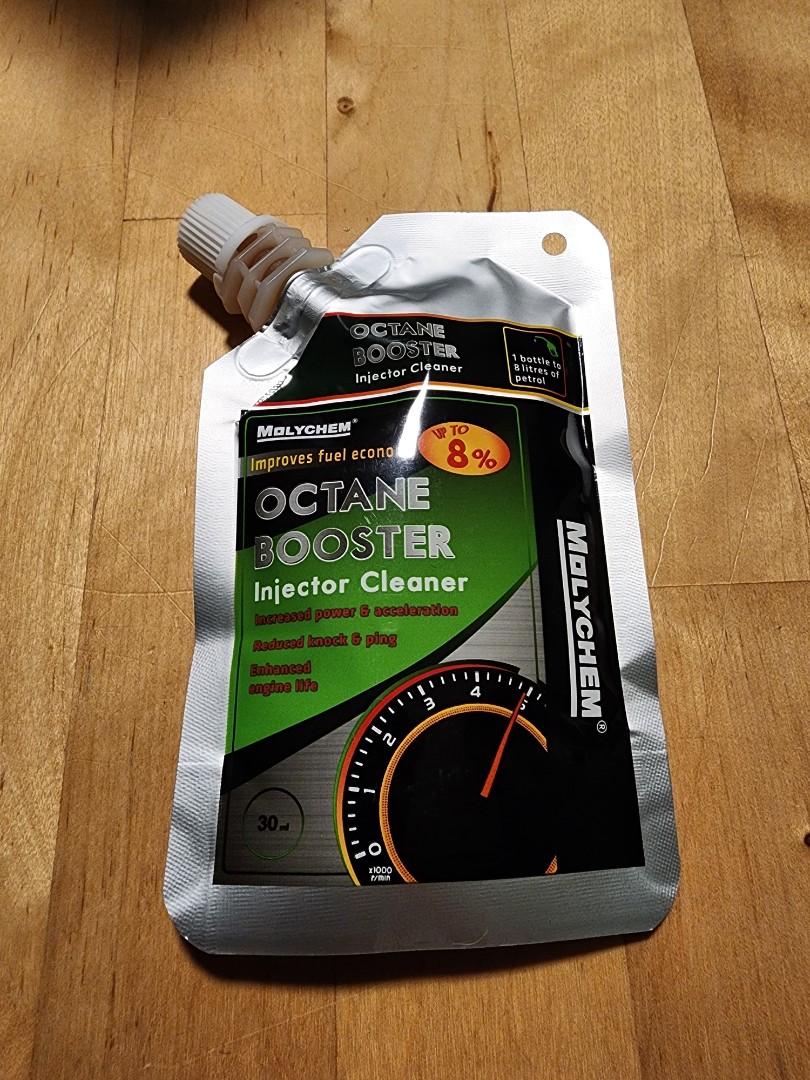 OCTANE
BOOSTER
Injector Cleaner
1 bottle to
8 litres of
petrol
MOLYCHEM®
Improves fuel
UP TO
8%
OCTANE
BOOSTER
Injector Cleaner
Increased power & acceleration
Reduced knock & ping
Enhanced
engine life
MOLYCHEM®
0
1
2
3
4
5
x1000
r/min
30 ml